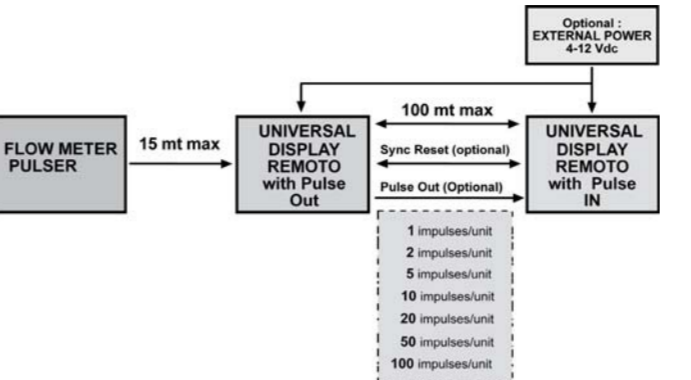 Optional :
EXTERNAL POWER
4-12 Vdc
FLOW METER
PULSER
15 mt max
UNIVERSAL
DISPLAY
REMOTO
with Pulse
Out
100 mt max
Sync Reset (optional)
Pulse Out (Optional)
UNIVERSAL
DISPLAY
REMOTO
with Pulse
IN
1 impulses/unit
2 impulses/unit
5 impulses/unit
10 impulses/unit
20 impulses/unit
50 impulses/unit
100 impulses/unit